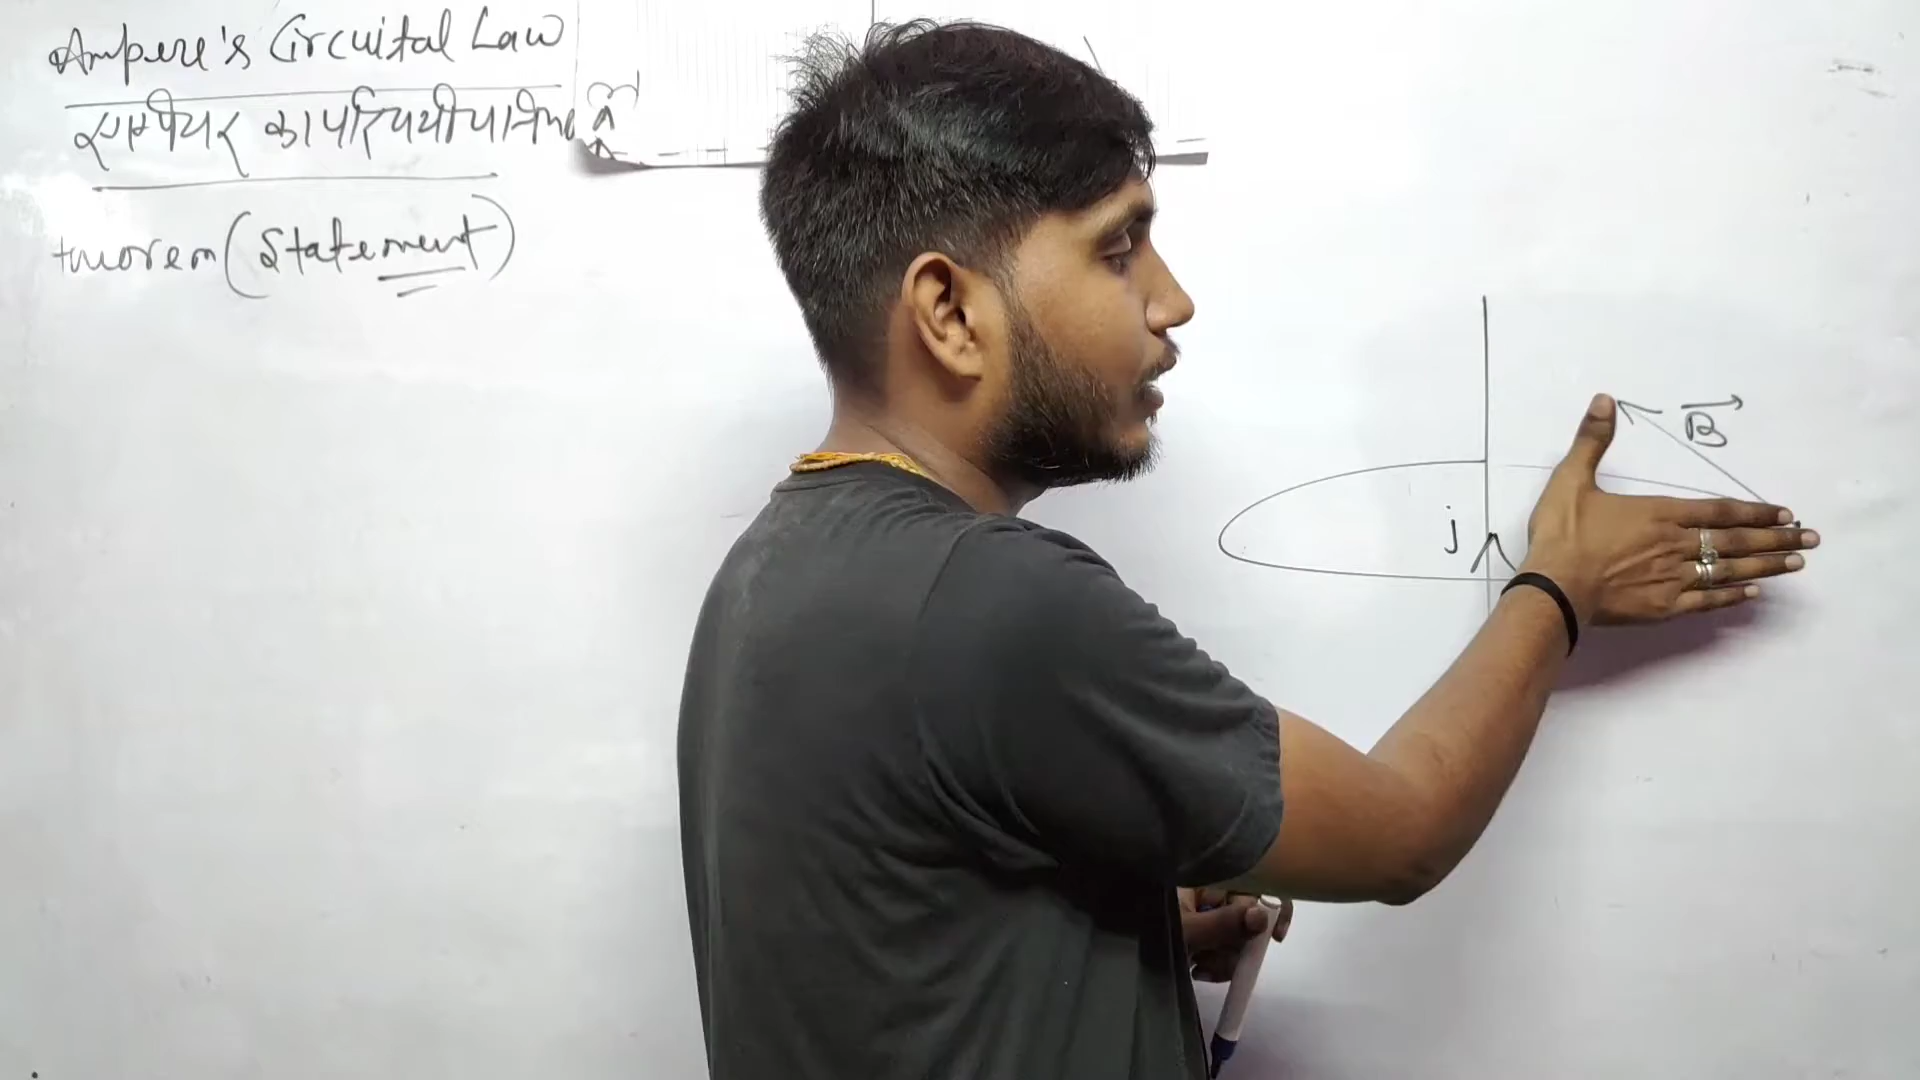 Ampere's Circuital Law
एम्पियर का परिपथीय नियम
theorem (Statement)
B
j